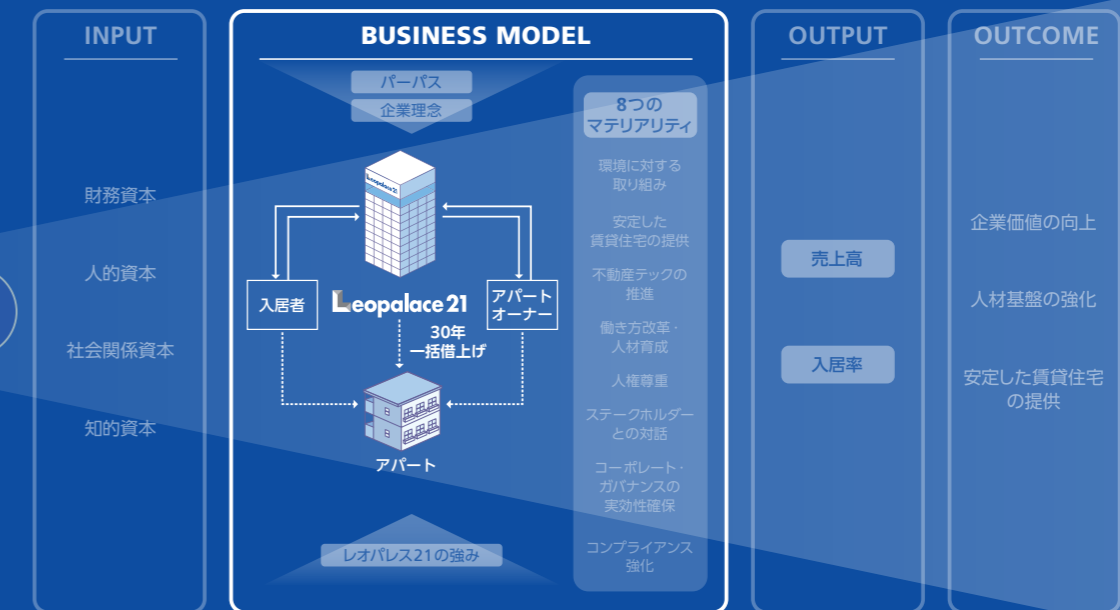 INPUT
財務資本
人的資本
社会関係資本
知的資本
BUSINESS MODEL
パーパス
企業理念
Leopalace21
入居者
Leopalace 21
アパート
オーナー
30年
一括借上げ
アパート
レオパレス21の強み
8つの
マテリアリティ
環境に対する
取り組み
安定した
賃貸住宅の提供
不動産テックの
推進
働き方改革・
人材育成
人権尊重
ステークホルダー
との対話
コーポレート・
ガバナンスの
実効性確保
コンプライアンス
強化
OUTPUT
売上高
入居率
OUTCOME
企業価値の向上
人材基盤の強化
安定した賃貸住宅
の提供